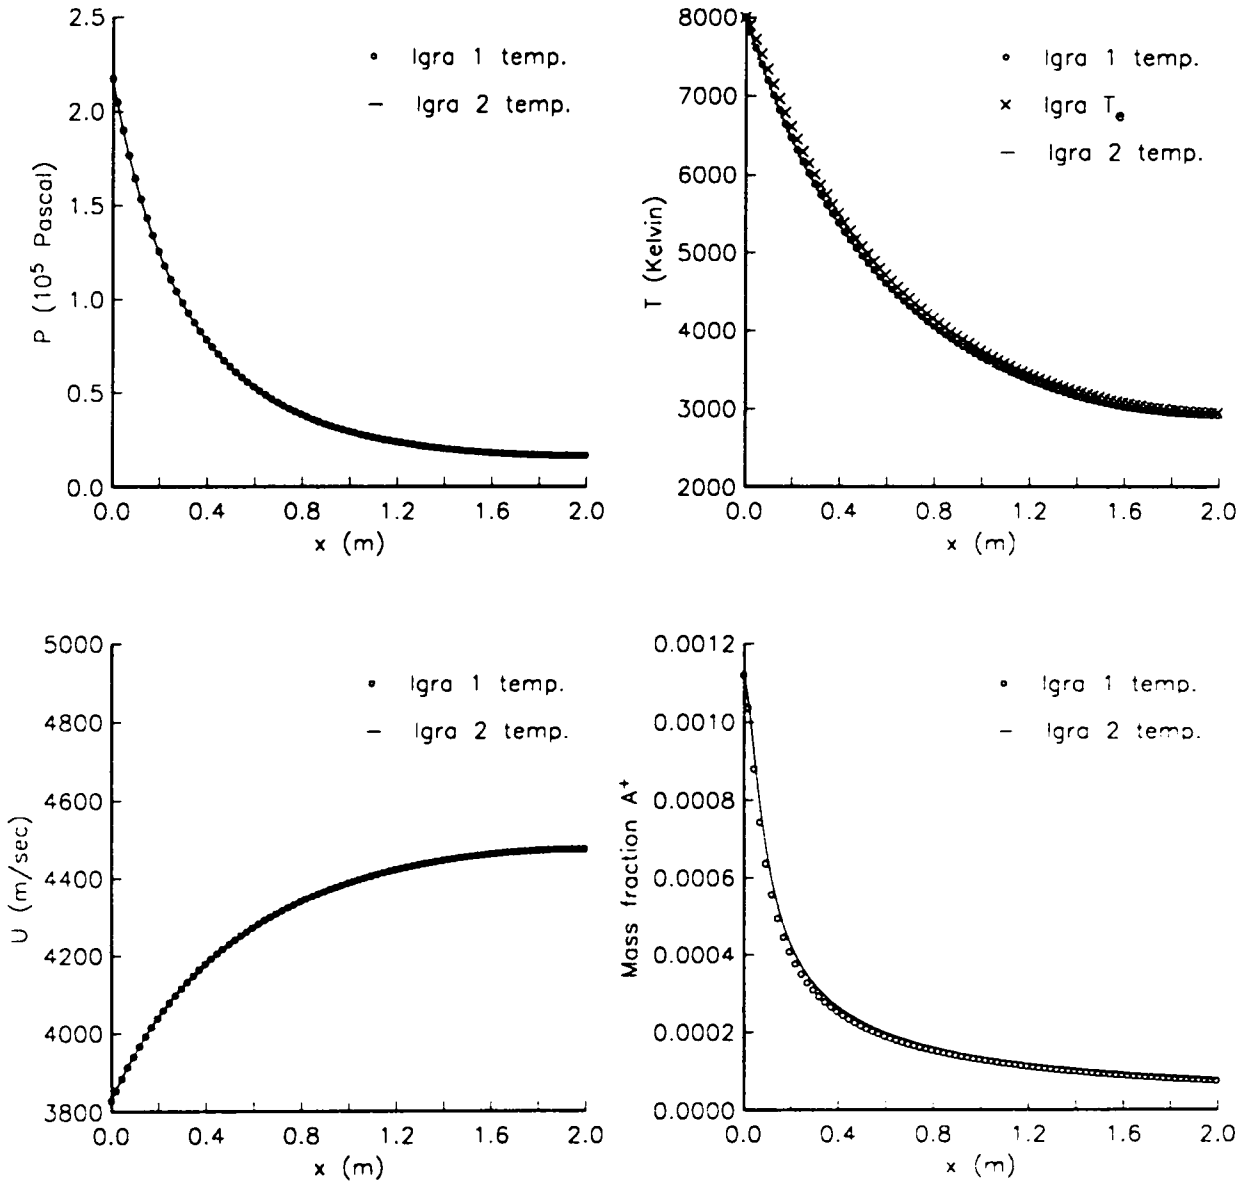 2.5
2.0
1.5
1.0
0.5
0.0
P (10⁵ Pascal)
Igra 1 temp.
Igra 2 temp.
0.0 0.4 0.8 1.2 1.6 2.0
x (m)
8000
7000
6000
5000
4000
3000
2000
T (Kelvin)
Igra 1 temp.
Igra Tₑ
Igra 2 temp.
0.0 0.4 0.8 1.2 1.6 2.0
x (m)
5000
4800
4600
4400
4200
4000
3800
U (m/sec)
Igra 1 temp.
Igra 2 temp.
0.0 0.4 0.8 1.2 1.6 2.0
x (m)
0.0012
0.0010
0.0008
0.0006
0.0004
0.0002
0.0000
Mass fraction A⁺
Igra 1 temp.
Igra 2 temp.
0.0 0.4 0.8 1.2 1.6 2.0
x (m)